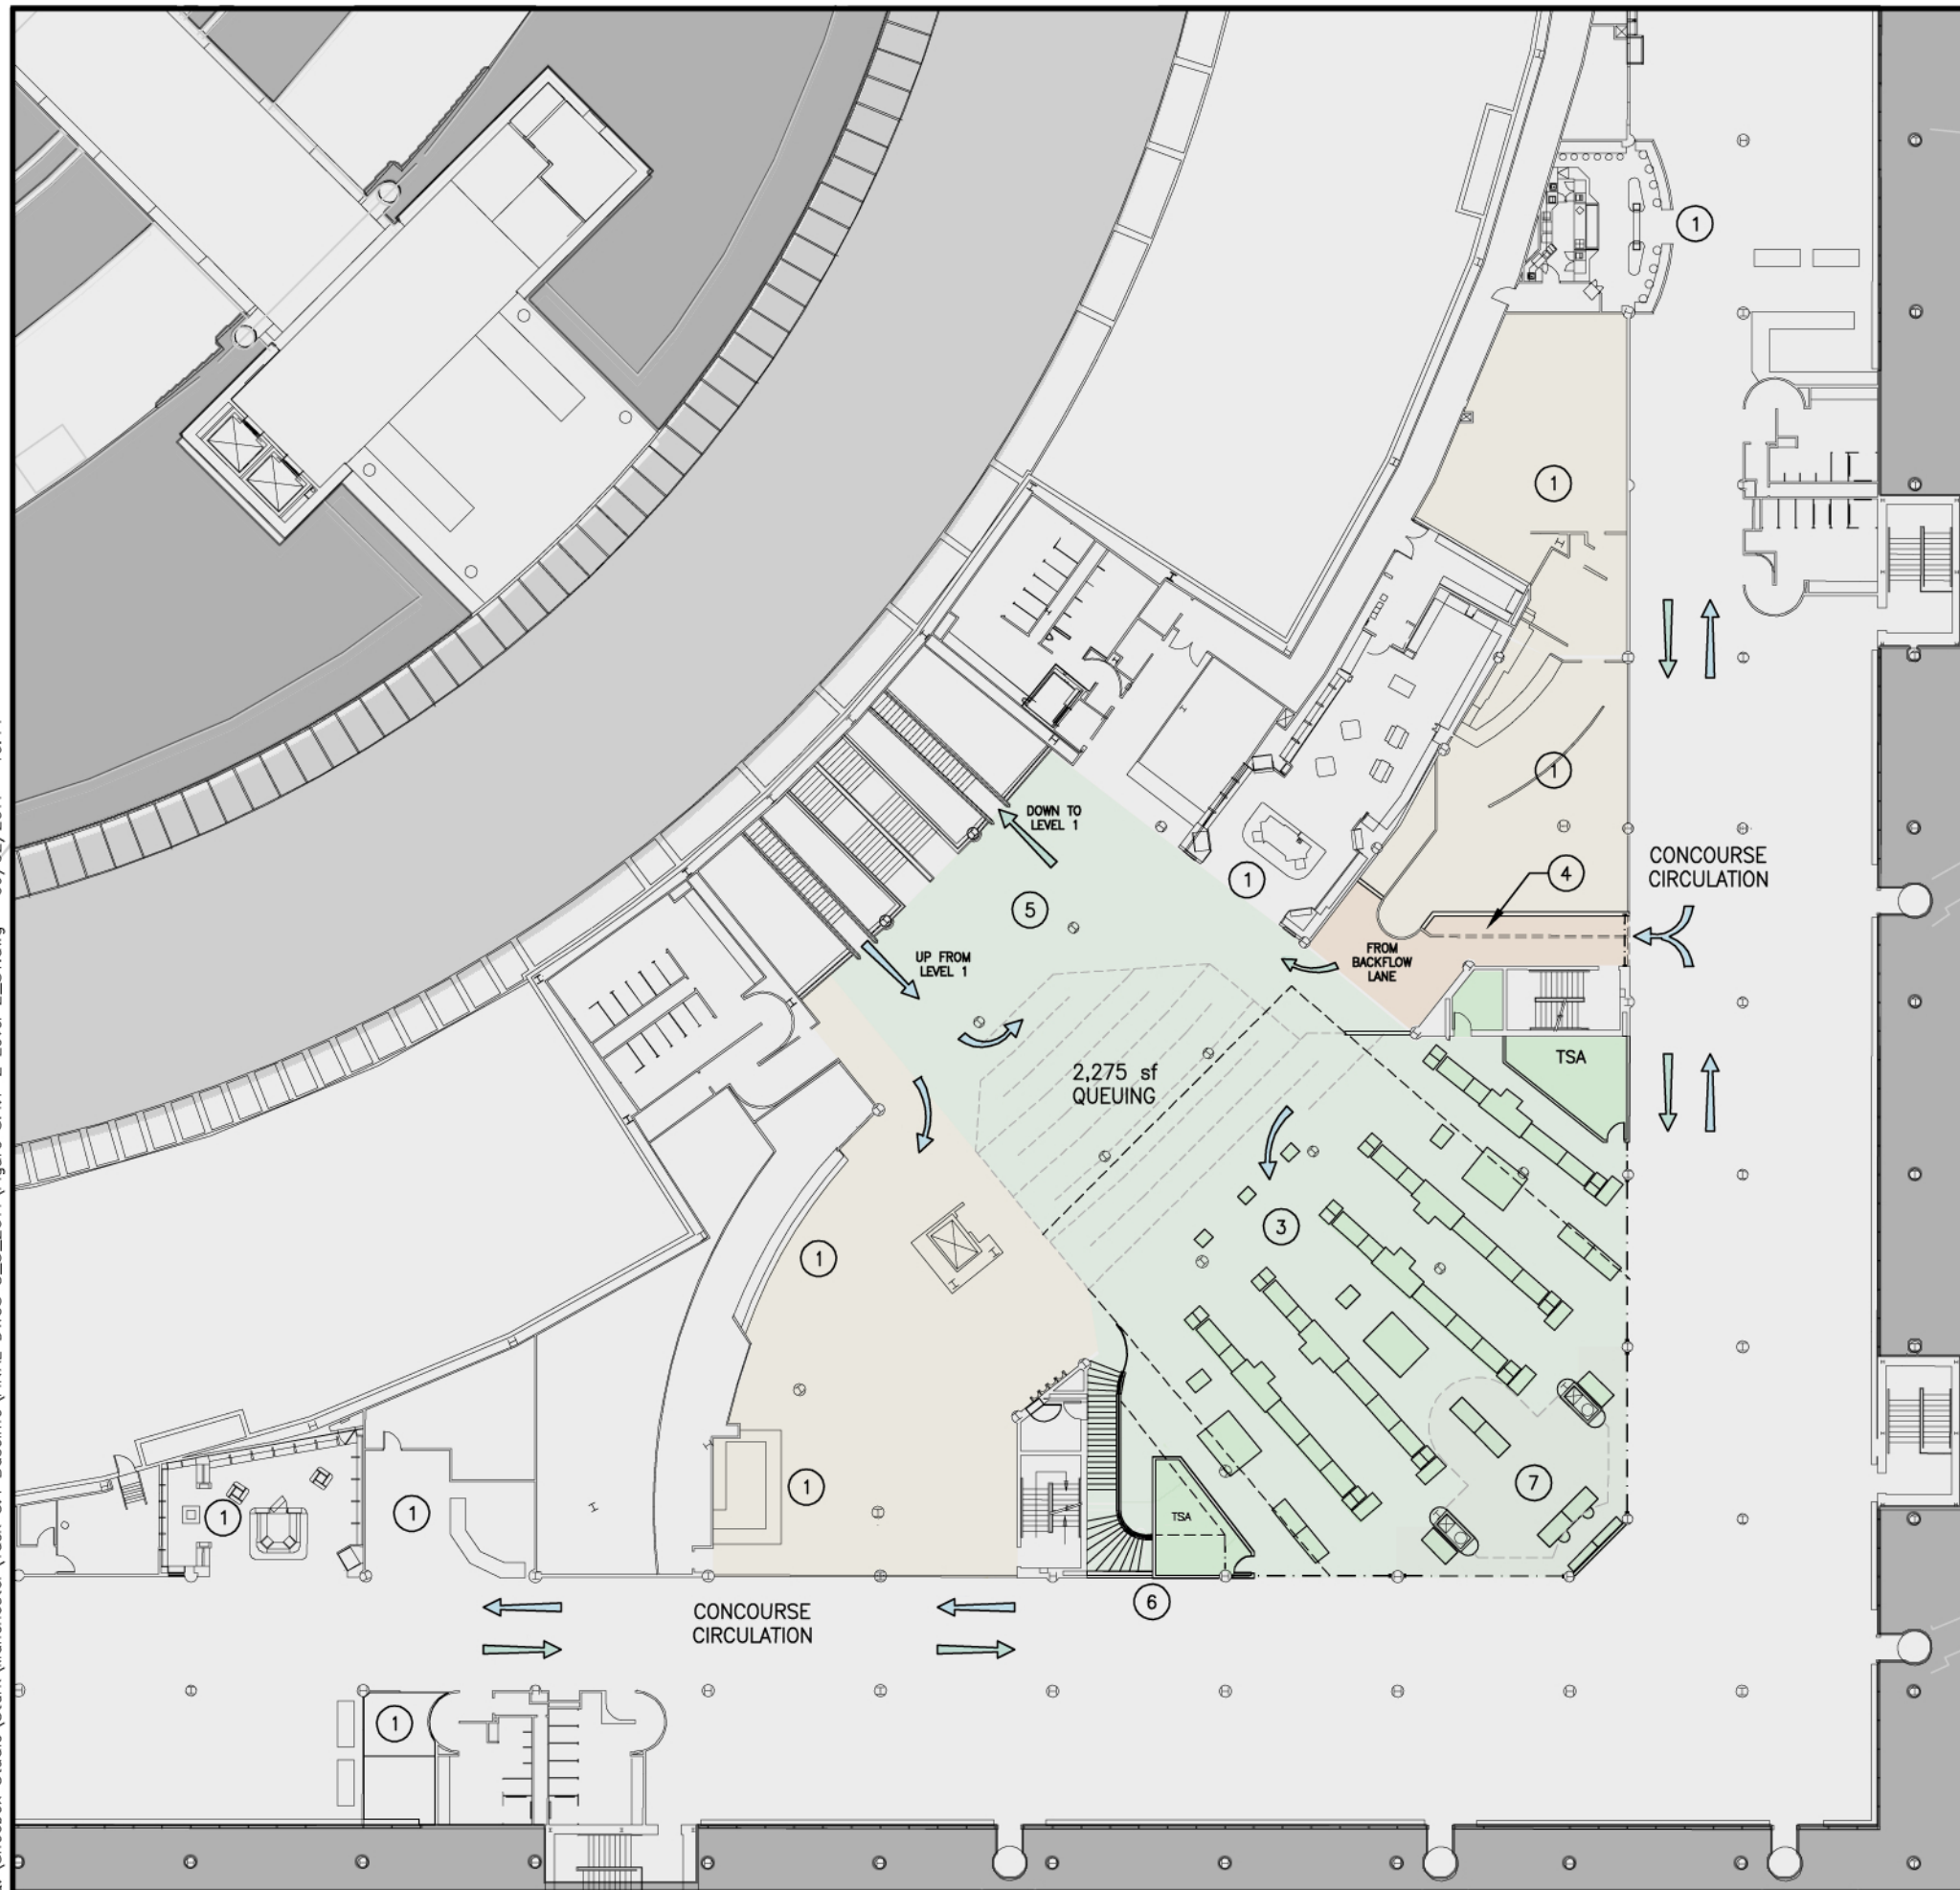 1
1
1
DOWN TO
LEVEL 1
CONCOURSE
CIRCULATION
4
1
5
FROM
BACKFLOW
LANE
UP FROM
LEVEL 1
TSA
2,275 sf
QUEUING
3
1
1
7
1
1
TSA
6
CONCOURSE
CIRCULATION
1